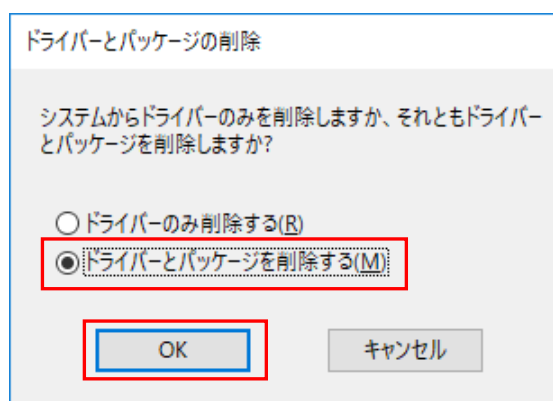 ドライバーとパッケージの削除
システムからドライバーのみを削除しますか、それともドライバー
とパッケージを削除しますか?
ドライバーのみ削除する(R)
ドライバーとパッケージを削除する(M)
OK
キャンセル